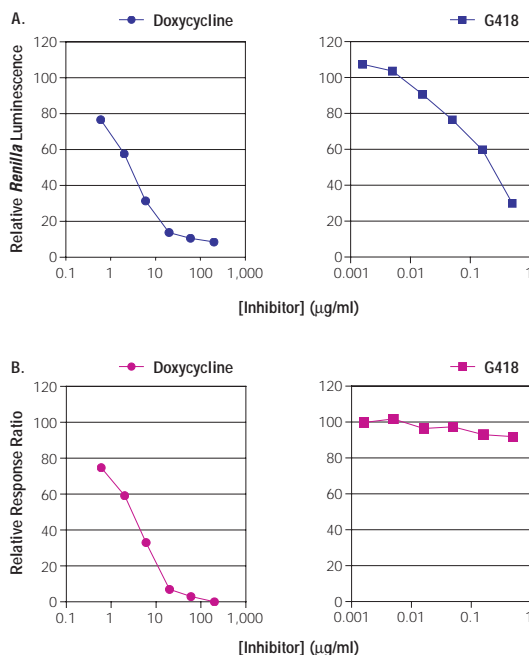 A.
Doxycycline
G418
Relative Renilla Luminescence
120
100
80
60
40
20
0
0.1 1 10 100 1,000
120
100
80
60
40
20
0
0.001 0.01 0.1 1
[Inhibitor] (μg/ml)
B.
Doxycycline
G418
Relative Response Ratio
120
100
80
60
40
20
0
0.1 1 10 100 1,000
120
100
80
60
40
20
0
0.001 0.01 0.1 1
[Inhibitor] (μg/ml)